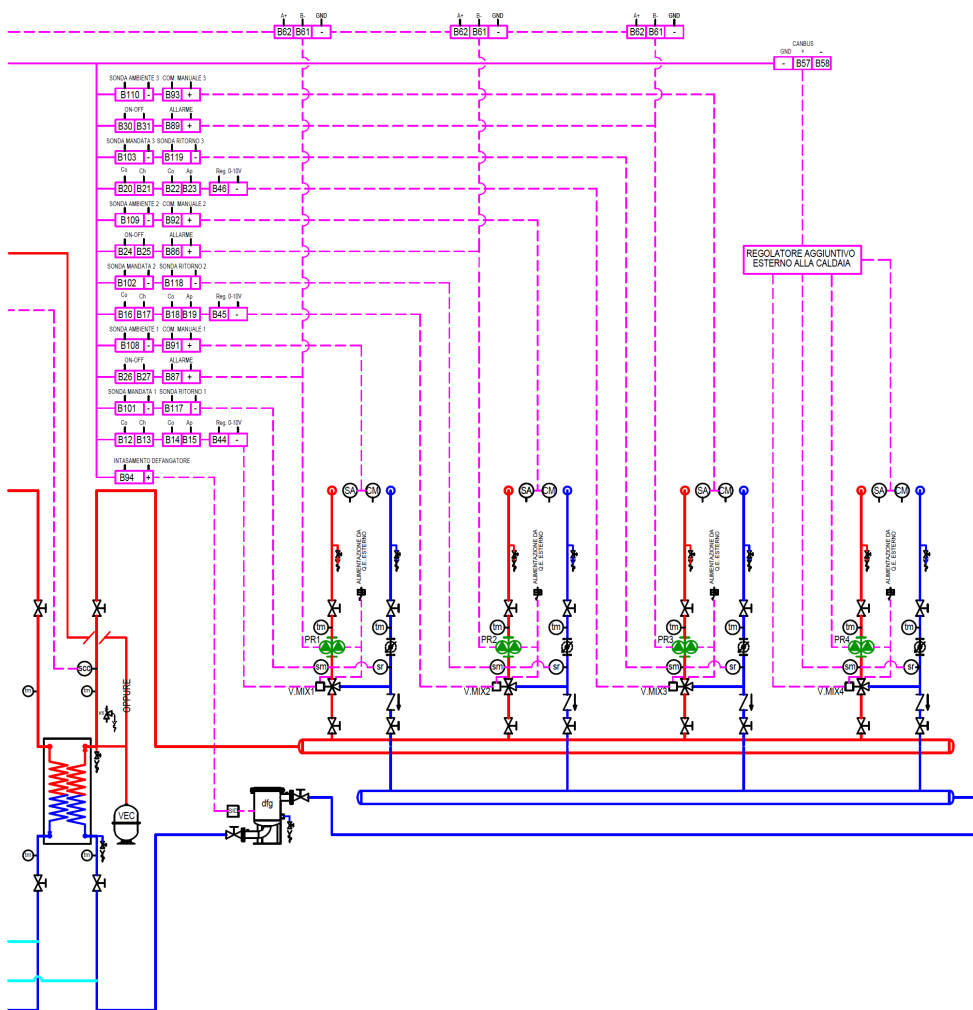 A+ B- GND
B62 B61 -
A+ B- GND
B62 B61 -
A+ B- GND
B62 B61 -
CANBUS
GND + -
- B57 B58
SONDA AMBIENTE 3 COM. MANUALE 3
B110 - B93 +
ON-OFF ALLARME
B30 B31 B89 +
SONDA MANDATA 3 SONDA RITORNO 3
B103 - B119 -
Co Ch Co Ap Reg. 0-10V
B20 B21 B22 B23 B46 -
SONDA AMBIENTE 2 COM. MANUALE 2
B109 - B92 +
ON-OFF ALLARME
B24 B25 B86 +
SONDA MANDATA 2 SONDA RITORNO 2
B102 - B118 -
Co Ch Co Ap Reg. 0-10V
B16 B17 B18 B19 B45 -
SONDA AMBIENTE 1 COM. MANUALE 1
B108 - B91 +
ON-OFF ALLARME
B26 B27 B87 +
SONDA MANDATA 1 SONDA RITORNO 1
B101 - B117 -
Co Ch Co Ap Reg. 0-10V
B12 B13 B14 B15 B44 -
INTASAMENTO DEFANGATORE
B94 +
REGOLATORE AGGIUNTIVO
ESTERNO ALLA CALDAIA
SA CM
SA CM
SA CM
SA CM
ALIMENTAZIONE DA
Q.E. ESTERNO
ALIMENTAZIONE DA
Q.E. ESTERNO
ALIMENTAZIONE DA
Q.E. ESTERNO
ALIMENTAZIONE DA
Q.E. ESTERNO
tm tm
tm tm
tm tm
tm tm
PR1
PR2
PR3
PR4
sm sr
sm sr
sm sr
sm sr
V.MIX1
V.MIX2
V.MIX3
V.MIX4
scc
tm
tm
OPPURE
VEC
dfg
tm
tm